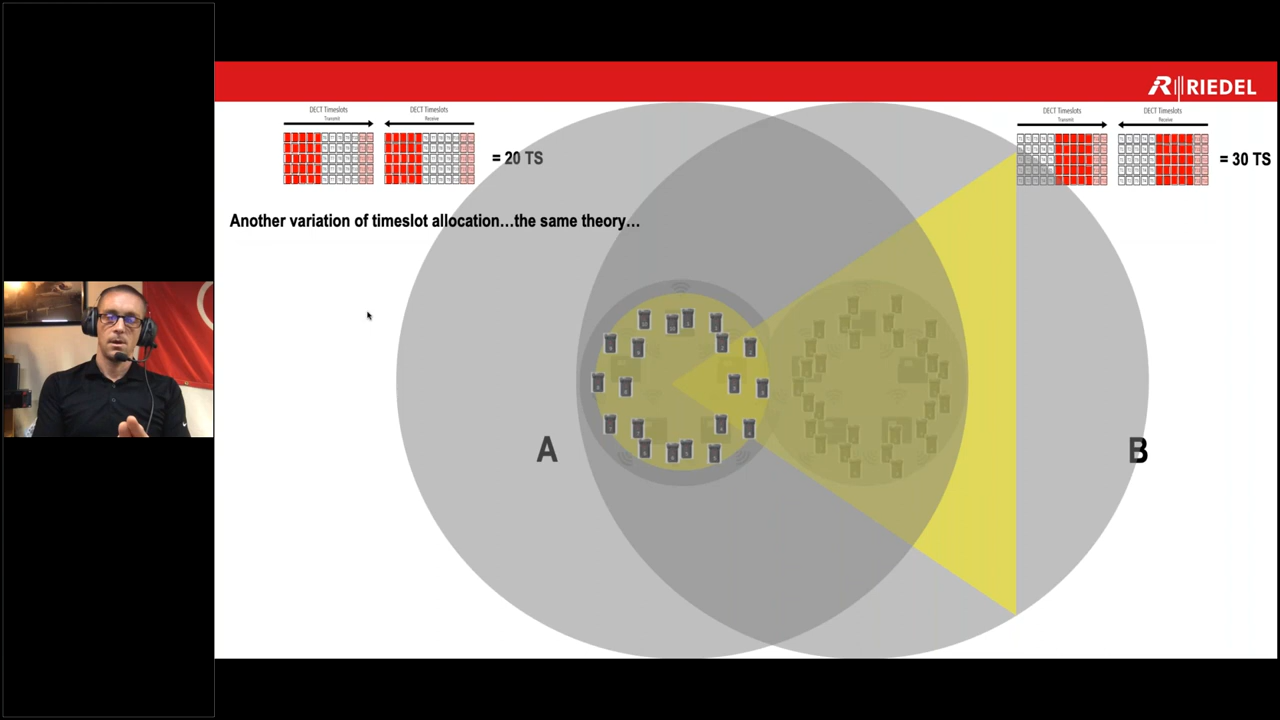 RIEDEL
DECT Timeslots
Transmit
DECT Timeslots
Receive
= 20 TS
DECT Timeslots
Transmit
DECT Timeslots
Receive
= 30 TS
Another variation of timeslot allocation...the same theory...
A
B